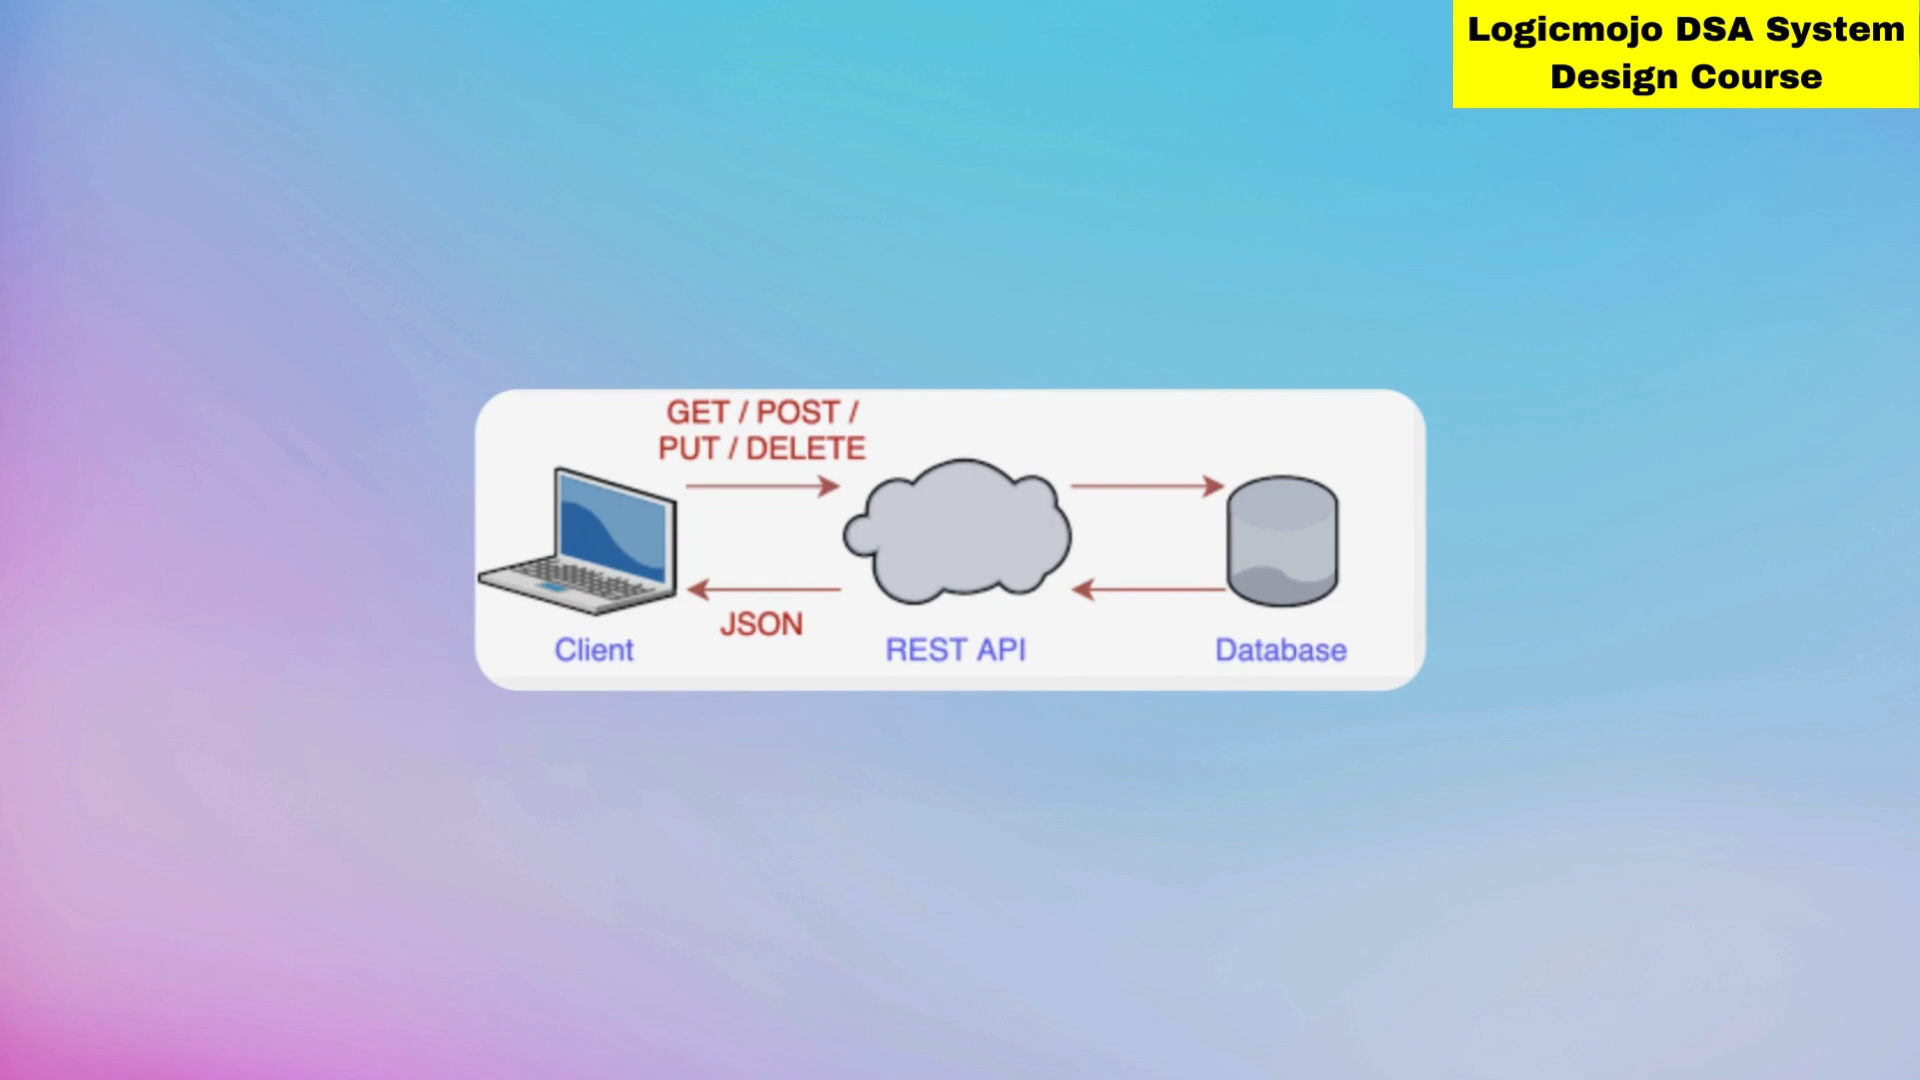 Logicmojo DSA System
Design Course
GET / POST /
PUT / DELETE
JSON
Client
REST API
Database